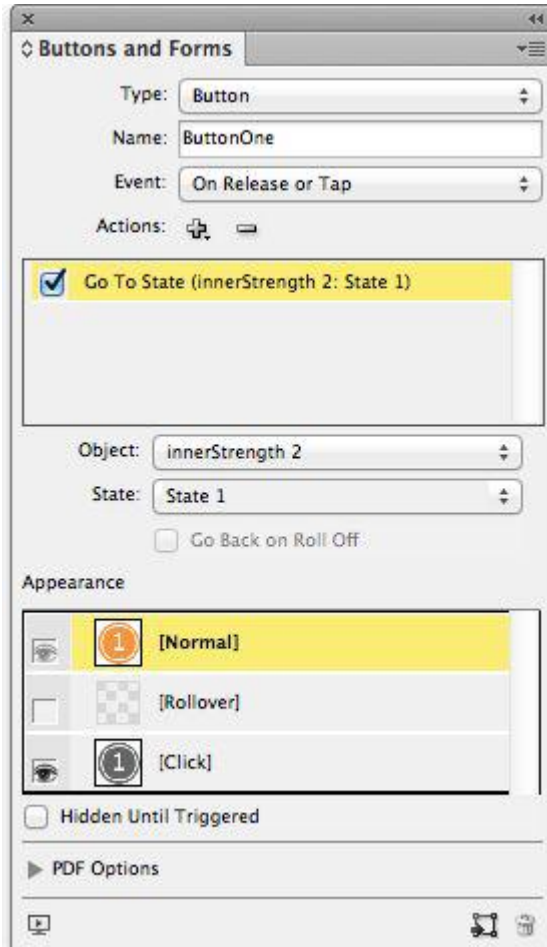 Buttons and Forms
Type: Button
Name: ButtonOne
Event: On Release or Tap
Actions:
Go To State (innerStrength 2: State 1)
Object: innerStrength 2
State: State 1
Go Back on Roll Off
Appearance
1 [Normal]
[Rollover]
1 [Click]
Hidden Until Triggered
PDF Options